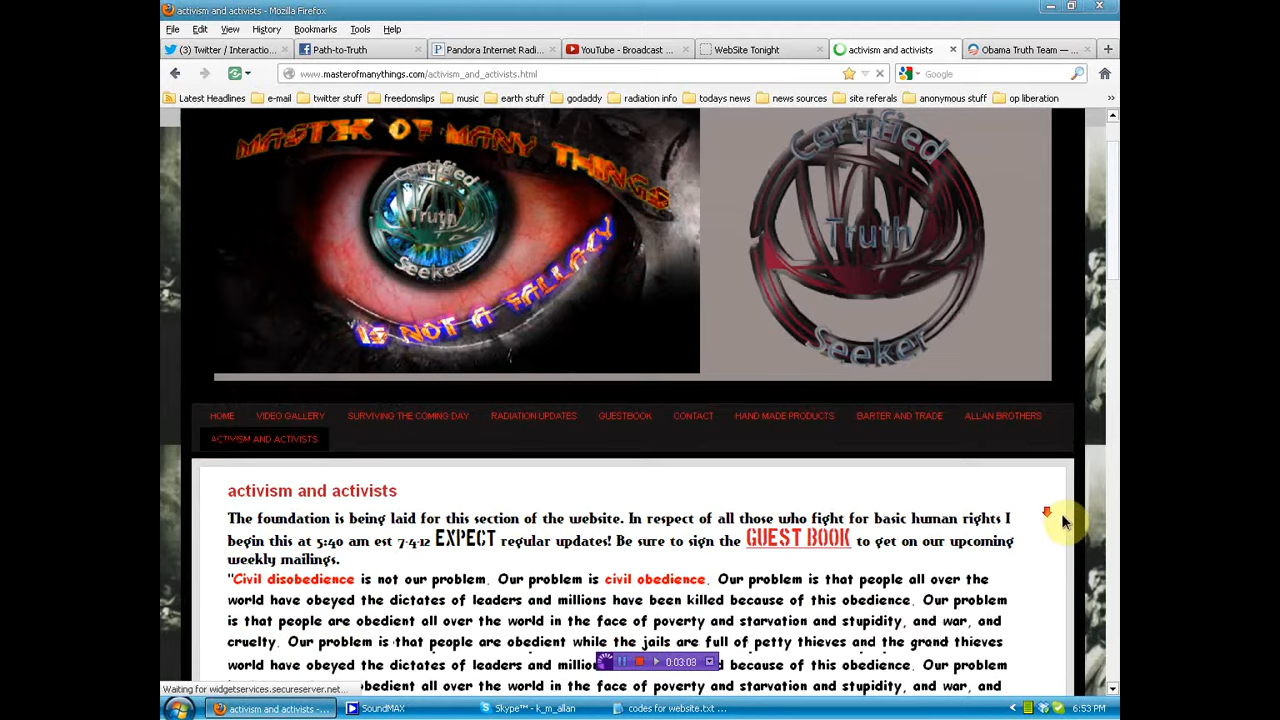 activism and activists - Mozilla Firefox
File Edit View History Bookmarks Tools Help
(3) Twitter / Interactio... Path-to-Truth Pandora Internet Radi... YouTube - Broadcast ... WebSite Tonight activism and activists Obama Truth Team — ...
www.masterofmanythings.com/activism_and_activists.html Google
Latest Headlines e-mail twitter stuff freedomslips music earth stuff godaddy radiation info todays news news sources site referals anonymous stuff op liberation
MASTER OF MANY THINGS
IS NOT A FALLACY
Certified
Truth
Seeker
Certified
Truth
Seeker
HOME VIDEO GALLERY SURVIVING THE COMING DAY RADIATION UPDATES GUESTBOOK CONTACT HAND MADE PRODUCTS BARTER AND TRADE ALLAN BROTHERS
ACTIVISM AND ACTIVISTS
activism and activists
The foundation is being laid for this section of the website. In respect of all those who fight for basic human rights I
begin this at 5:40 am est 7-4-12 EXPECT regular updates! Be sure to sign the GUEST BOOK to get on our upcoming
weekly mailings.
"Civil disobedience is not our problem. Our problem is civil obedience. Our problem is that people all over the
world have obeyed the dictates of leaders and millions have been killed because of this obedience. Our problem
is that people are obedient all over the world in the face of poverty and starvation and stupidity, and war, and
cruelty. Our problem is that people are obedient while the jails are full of petty thieves and the grand thieves
world have obeyed the dictates of leaders and millio
0:03:03
d because of this obedience. Our problem
Waiting for widgetservices.secureserver.net...
bedient all over the world in the face of poverty and starvation and stupidity, and war, and
activism and activists -... SoundMAX Skype™ - k_m_allan codes for website.txt ... 6:53 PM